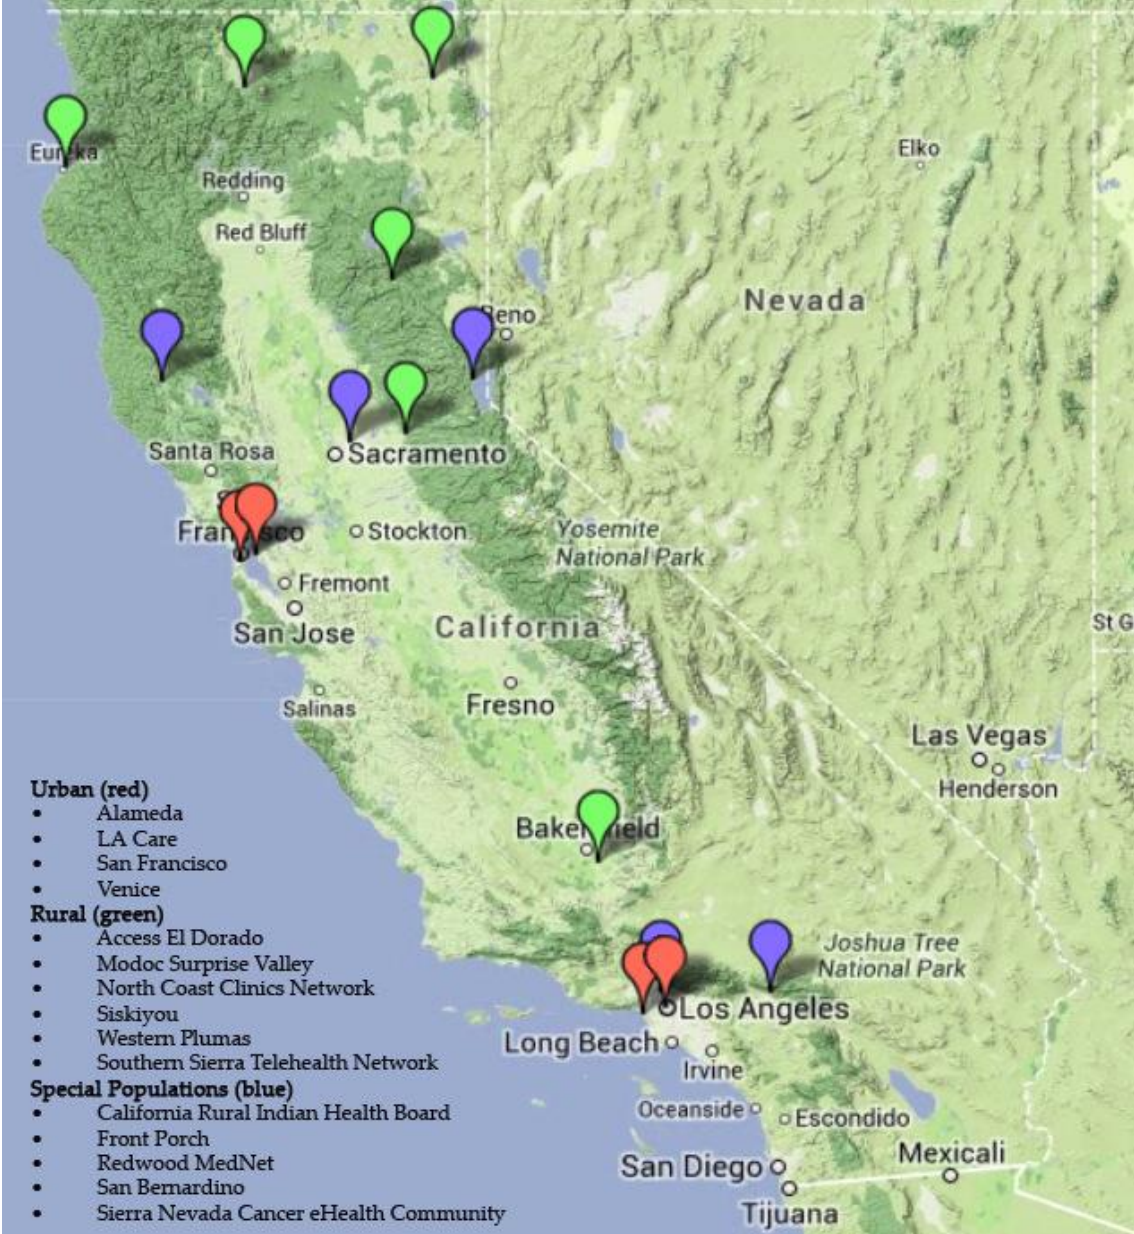 Eureka
Redding
Red Bluff
Elko
Nevada
Reno
Santa Rosa
Sacramento
Francisco
Stockton
Yosemite
National Park
Fremont
San Jose
California
St G
Salinas
Fresno
Las Vegas
Henderson
Bakersfield
Joshua Tree
National Park
Los Angeles
Long Beach
Irvine
Oceanside
Escondido
San Diego
Mexicali
Tijuana
Urban (red)
• Alameda
• LA Care
• San Francisco
• Venice
Rural (green)
• Access El Dorado
• Modoc Surprise Valley
• North Coast Clinics Network
• Siskiyou
• Western Plumas
• Southern Sierra Telehealth Network
Special Populations (blue)
• California Rural Indian Health Board
• Front Porch
• Redwood MedNet
• San Bernardino
• Sierra Nevada Cancer eHealth Community